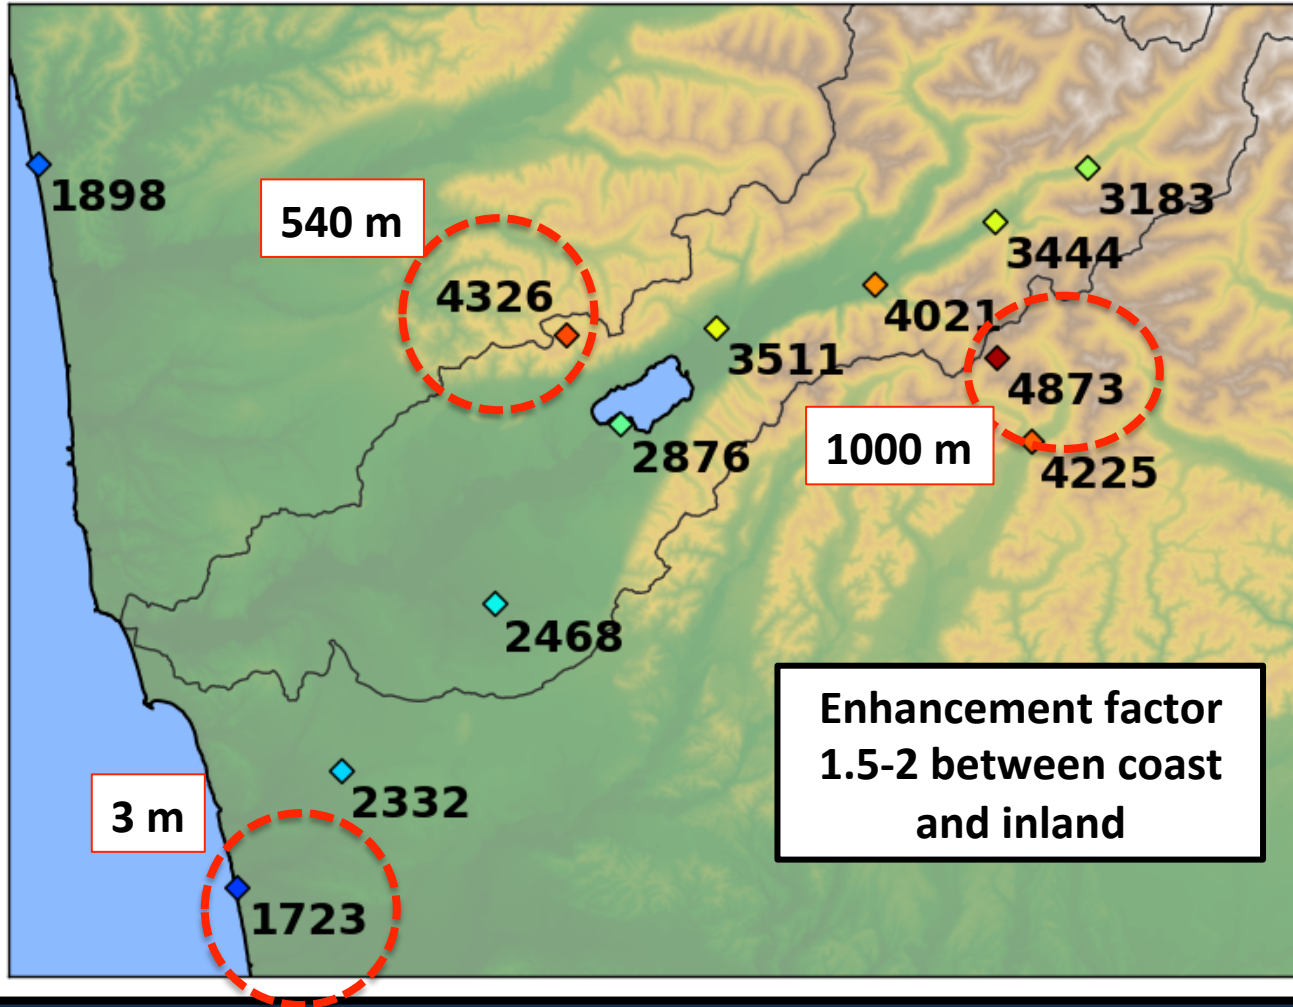 1898
540 m
4326
3183
3444
4021
3511
4873
2876
1000 m
4225
2468
Enhancement factor
1.5-2 between coast
and inland
3 m
2332
1723